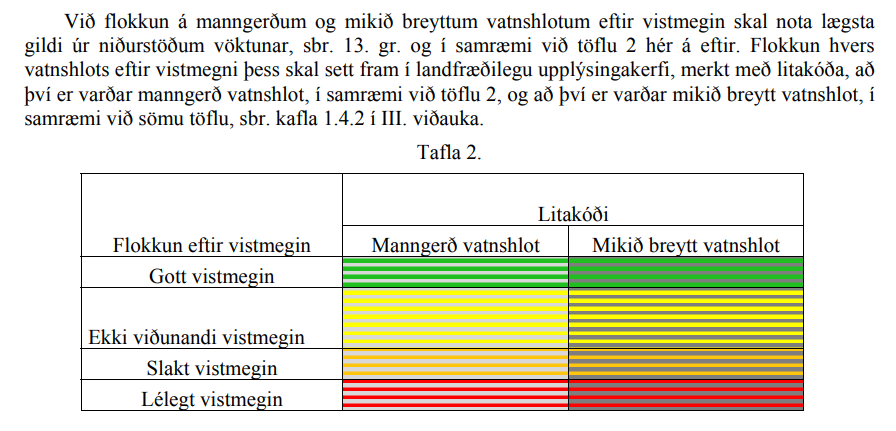 Við flokkun á manngerðum og mikið breyttum vatnshlotum eftir vistmegin skal nota lægsta
gildi úr niðurstöðum vöktunar, sbr. 13. gr. og í samræmi við töflu 2 hér á eftir. Flokkun hvers
vatnshlots eftir vistmegni þess skal sett fram í landfræðilegu upplýsingakerfi, merkt með litakóða, að
því er varðar manngerð vatnshlot, í samræmi við töflu 2, og að því er varðar mikið breytt vatnshlot, í
samræmi við sömu töflu, sbr. kafla 1.4.2 í III. viðauka.
Tafla 2.
Litakóði
Flokkun eftir vistmegin Manngerð vatnshlot Mikið breytt vatnshlot
Gott vistmegin
Ekki viðunandi vistmegin
Slakt vistmegin
Lélegt vistmegin